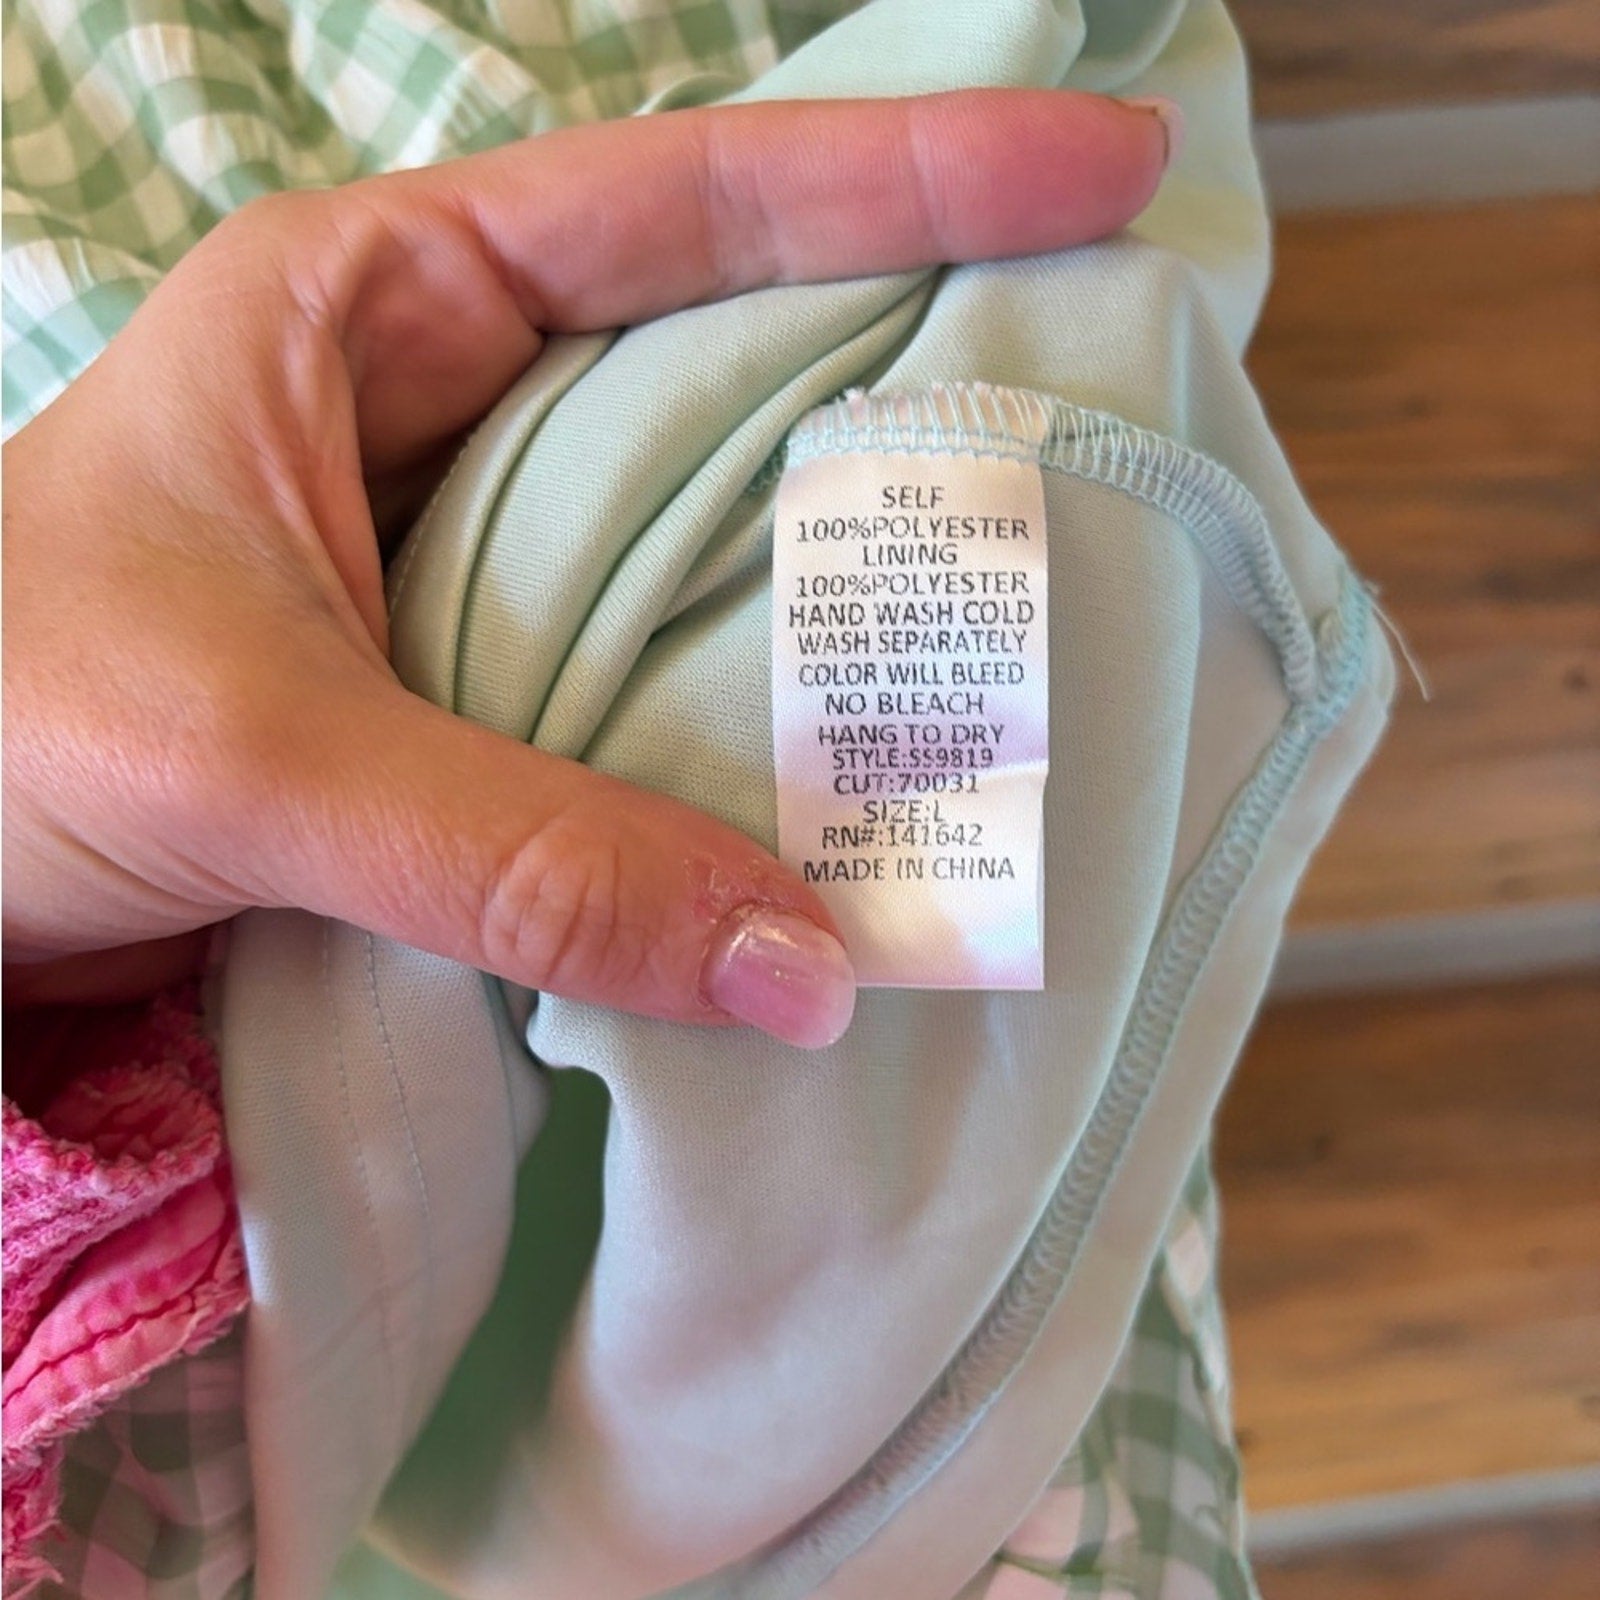 SELF
100%POLYESTER
LINING
100%POLYESTER
HAND WASH COLD
WASH SEPARATELY
COLOR WILL BLEED
NO BLEACH
HANG TO DRY
STYLE:SS9819
CUT:70031
SIZE:L
RN#:141642
MADE IN CHINA